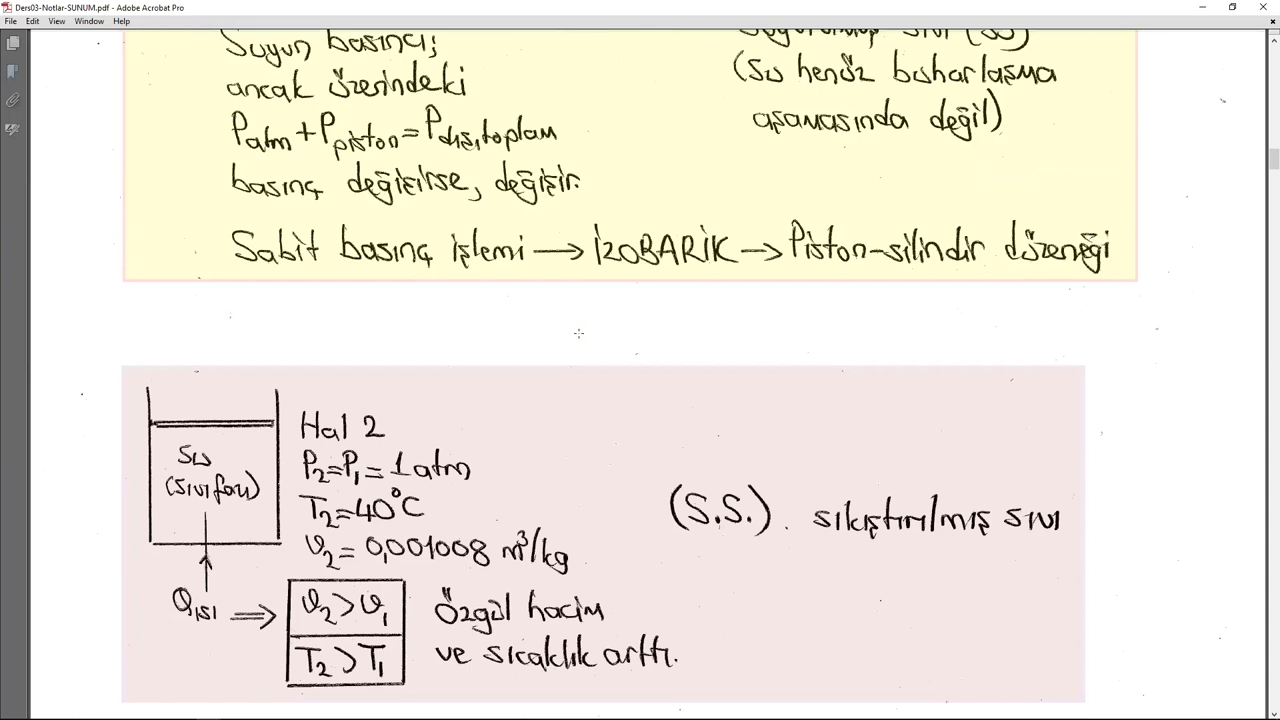 Ders03-Notlar-SUNUM.pdf - Adobe Acrobat Pro
File Edit View Window Help
Suyun basıncı;
ancak üzerindeki
Patm + Ppiston = Pdış,toplam
basınç değişirse, değişir.
sıvı (su)
(su henüz buharlaşma
aşamasında değil)
Sabit basınç işlemi → İZOBARİK → Piston-silindir düzeneği
su
(sıvı fazı)
Qısı ⇒
Hal 2
P₂=P₁=1 atm
T₂=40°C
υ₂ = 0,001008 m³/kg
υ₂ > υ₁
T₂ > T₁
Özgül hacim
ve sıcaklık arttı.
(S.S.). sıkıştırılmış sıvı